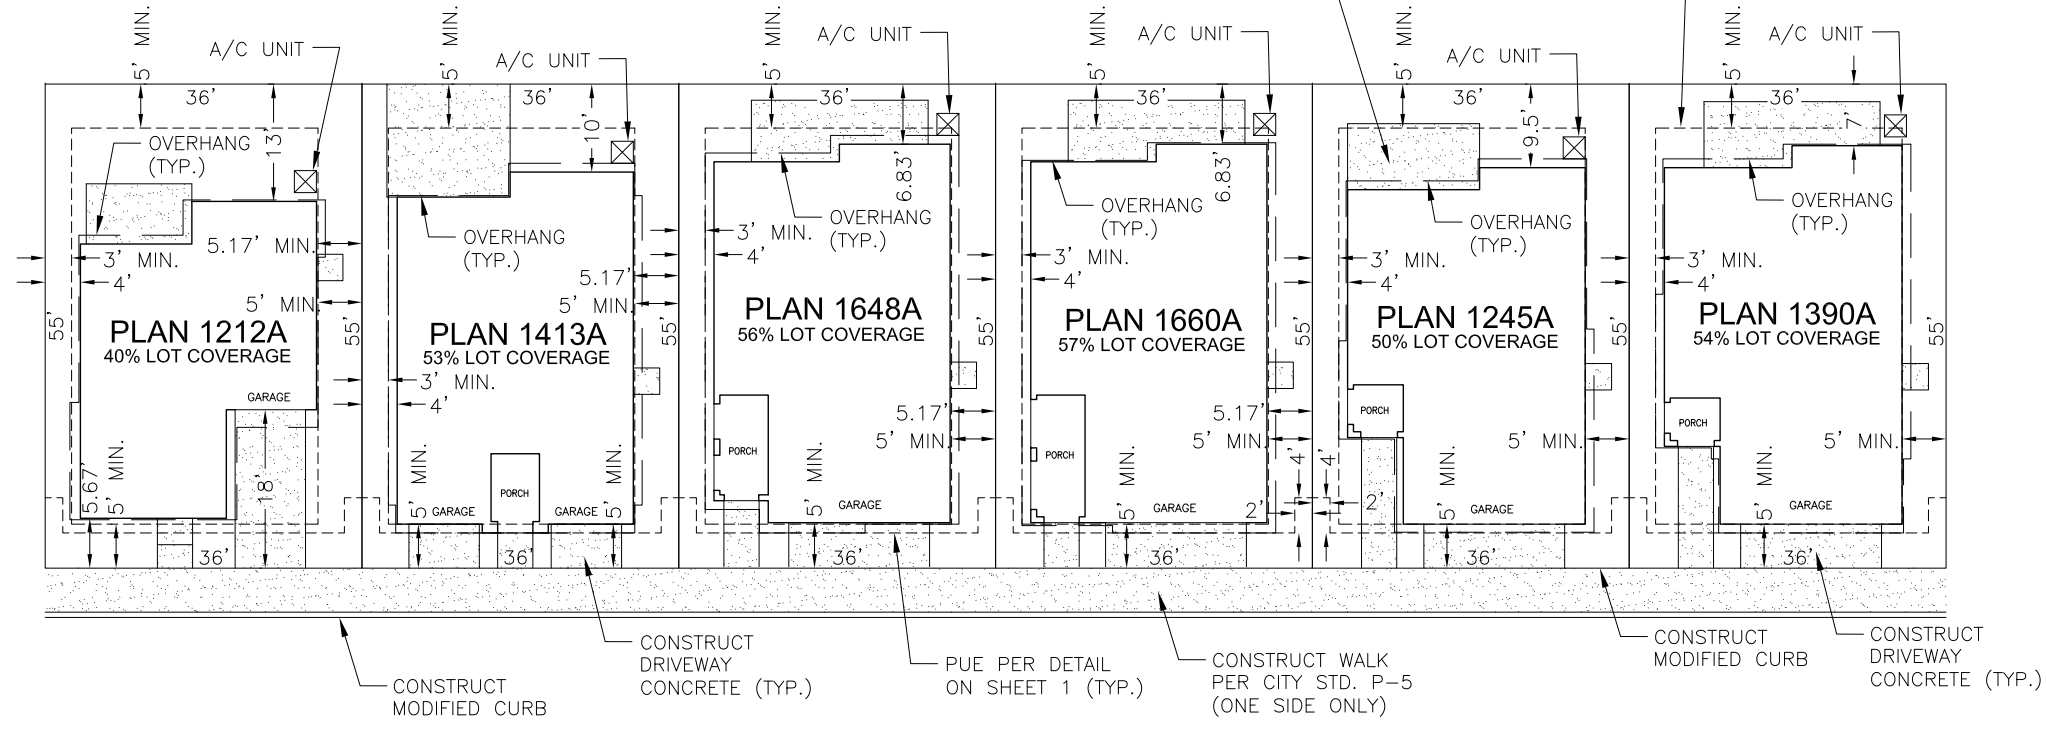 5' MIN.
A/C UNIT
36'
13'
OVERHANG
(TYP.)
5.17' MIN.
3' MIN.
4'
5' MIN.
55'
55'
PLAN 1212A
40% LOT COVERAGE
GARAGE
5.67'
5' MIN.
18'
36'
5' MIN.
A/C UNIT
36'
10'
OVERHANG
(TYP.)
5.17'
5' MIN.
55'
PLAN 1413A
53% LOT COVERAGE
3' MIN.
4'
5' MIN.
5' MIN.
PORCH
GARAGE
GARAGE
36'
5' MIN.
A/C UNIT
36'
6.83'
OVERHANG
(TYP.)
3' MIN.
4'
PLAN 1648A
56% LOT COVERAGE
55'
5.17'
5' MIN.
PORCH
5' MIN.
GARAGE
36'
5' MIN.
A/C UNIT
36'
6.83'
OVERHANG
(TYP.)
3' MIN.
4'
PLAN 1660A
57% LOT COVERAGE
55'
5.17'
5' MIN.
PORCH
5' MIN.
GARAGE
4'
4'
2'
2'
36'
5' MIN.
A/C UNIT
36'
9.5'
OVERHANG
(TYP.)
3' MIN.
4'
PLAN 1245A
50% LOT COVERAGE
55'
PORCH
5' MIN.
5' MIN.
GARAGE
36'
5' MIN.
A/C UNIT
36'
7'
OVERHANG
(TYP.)
3' MIN.
4'
PLAN 1390A
54% LOT COVERAGE
55'
PORCH
5' MIN.
5' MIN.
GARAGE
36'
CONSTRUCT
MODIFIED CURB
CONSTRUCT
DRIVEWAY
CONCRETE (TYP.)
PUE PER DETAIL
ON SHEET 1 (TYP.)
CONSTRUCT WALK
PER CITY STD. P-5
(ONE SIDE ONLY)
CONSTRUCT
MODIFIED CURB
CONSTRUCT
DRIVEWAY
CONCRETE (TYP.)